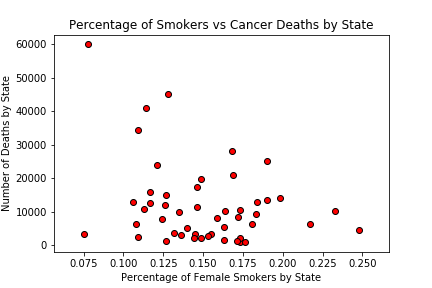 Percentage of Smokers vs Cancer Deaths by State
Number of Deaths by State
60000
50000
40000
30000
20000
10000
0
0.075 0.100 0.125 0.150 0.175 0.200 0.225 0.250
Percentage of Female Smokers by State